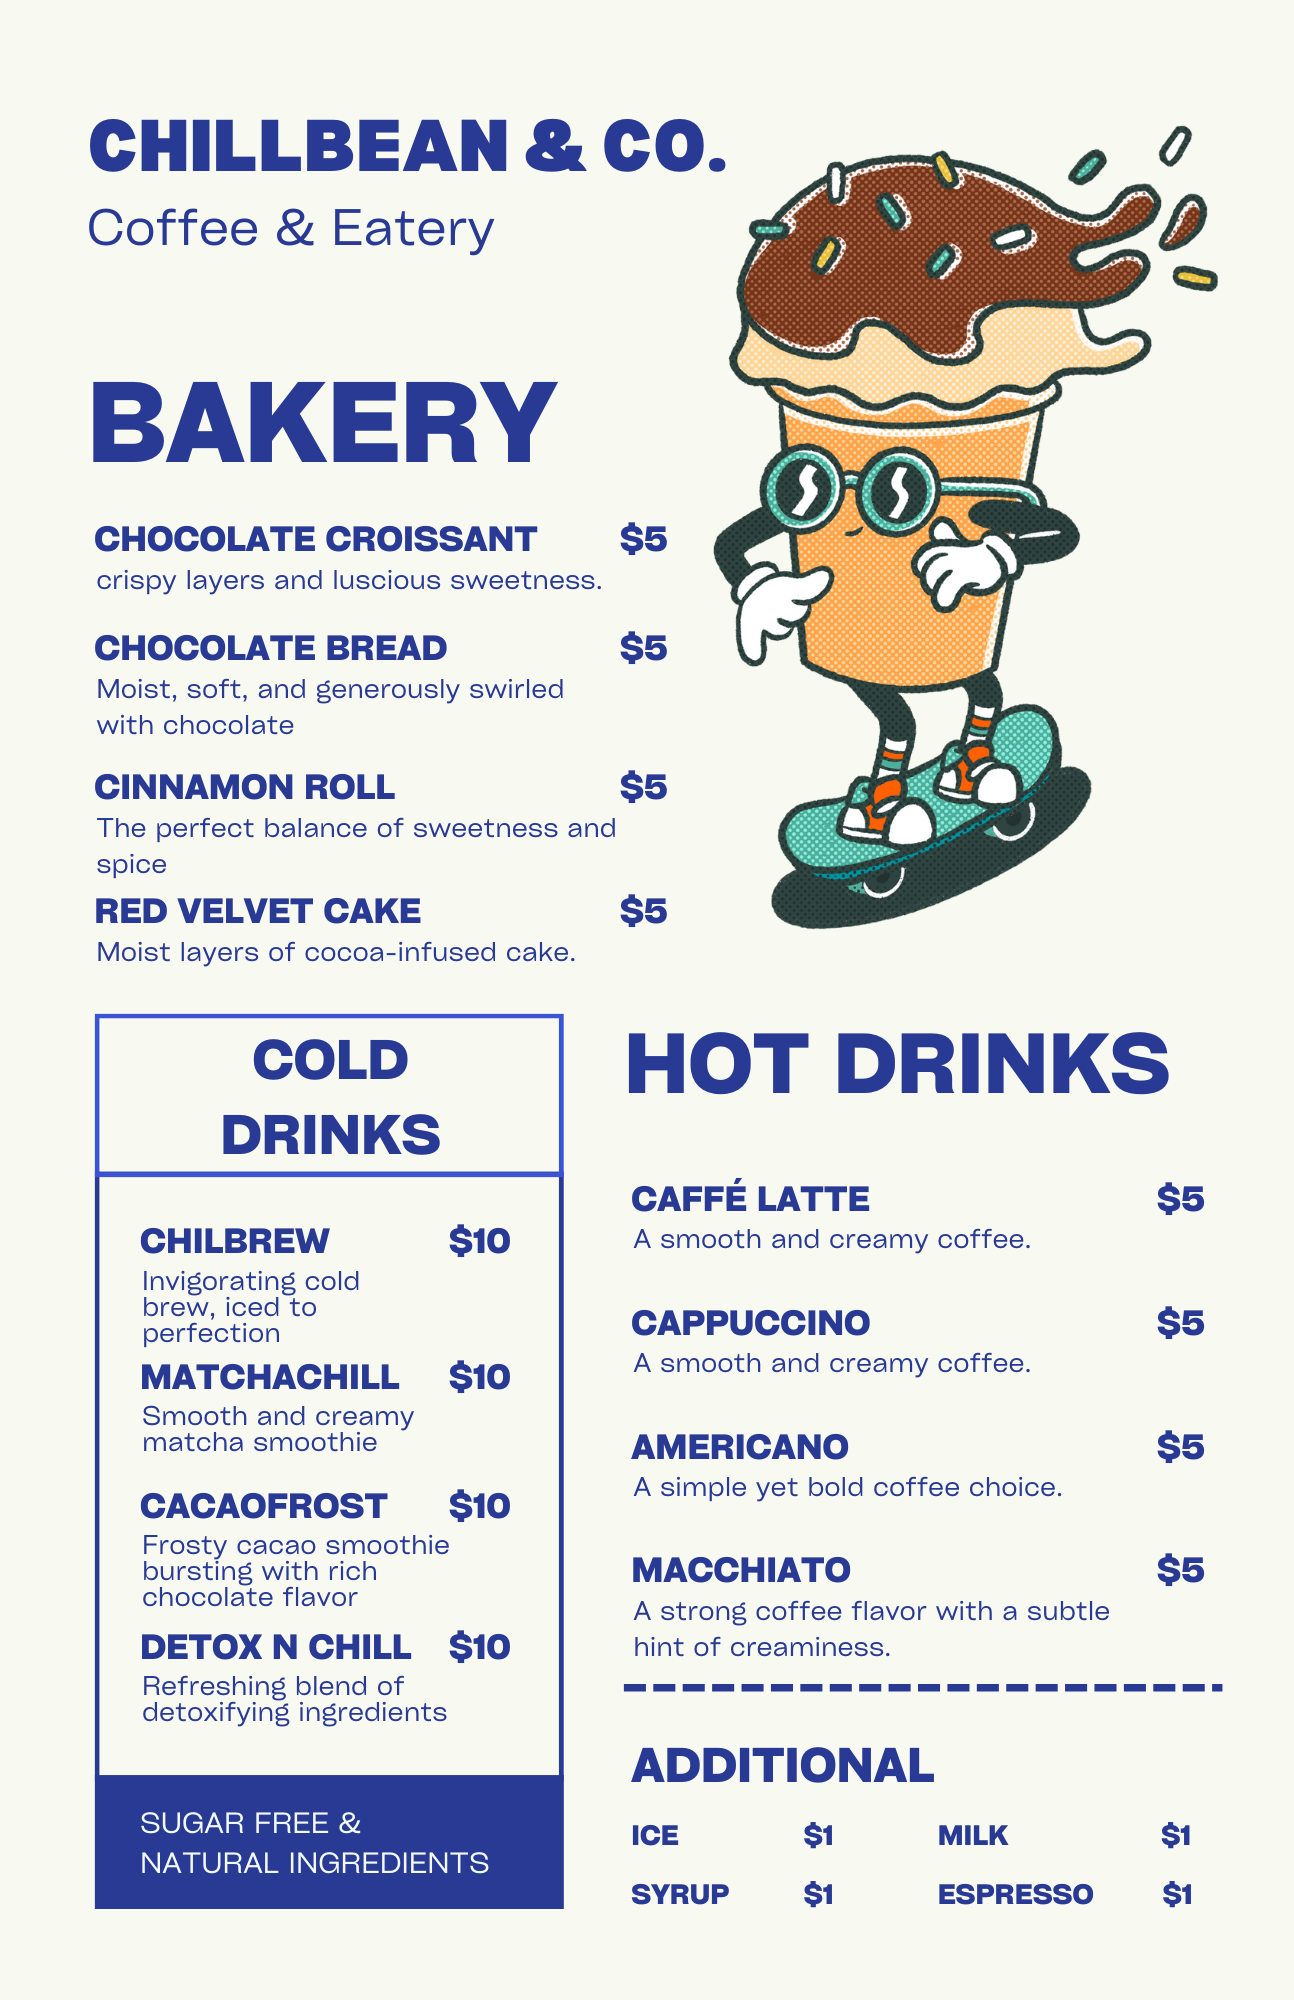 CHILLBEAN & CO.
Coffee & Eatery
BAKERY
CHOCOLATE CROISSANT $5
crispy layers and luscious sweetness.
CHOCOLATE BREAD $5
Moist, soft, and generously swirled
with chocolate
CINNAMON ROLL $5
The perfect balance of sweetness and
spice
RED VELVET CAKE $5
Moist layers of cocoa-infused cake.
COLD
DRINKS
CHILBREW $10
Invigorating cold
brew, iced to
perfection
MATCHACHILL $10
Smooth and creamy
matcha smoothie
CACAOFROST $10
Frosty cacao smoothie
bursting with rich
chocolate flavor
DETOX N CHILL $10
Refreshing blend of
detoxifying ingredients
SUGAR FREE &
NATURAL INGREDIENTS
HOT DRINKS
CAFFÉ LATTE $5
A smooth and creamy coffee.
CAPPUCCINO $5
A smooth and creamy coffee.
AMERICANO $5
A simple yet bold coffee choice.
MACCHIATO $5
A strong coffee flavor with a subtle
hint of creaminess.
ADDITIONAL
ICE $1 MILK $1
SYRUP $1 ESPRESSO $1